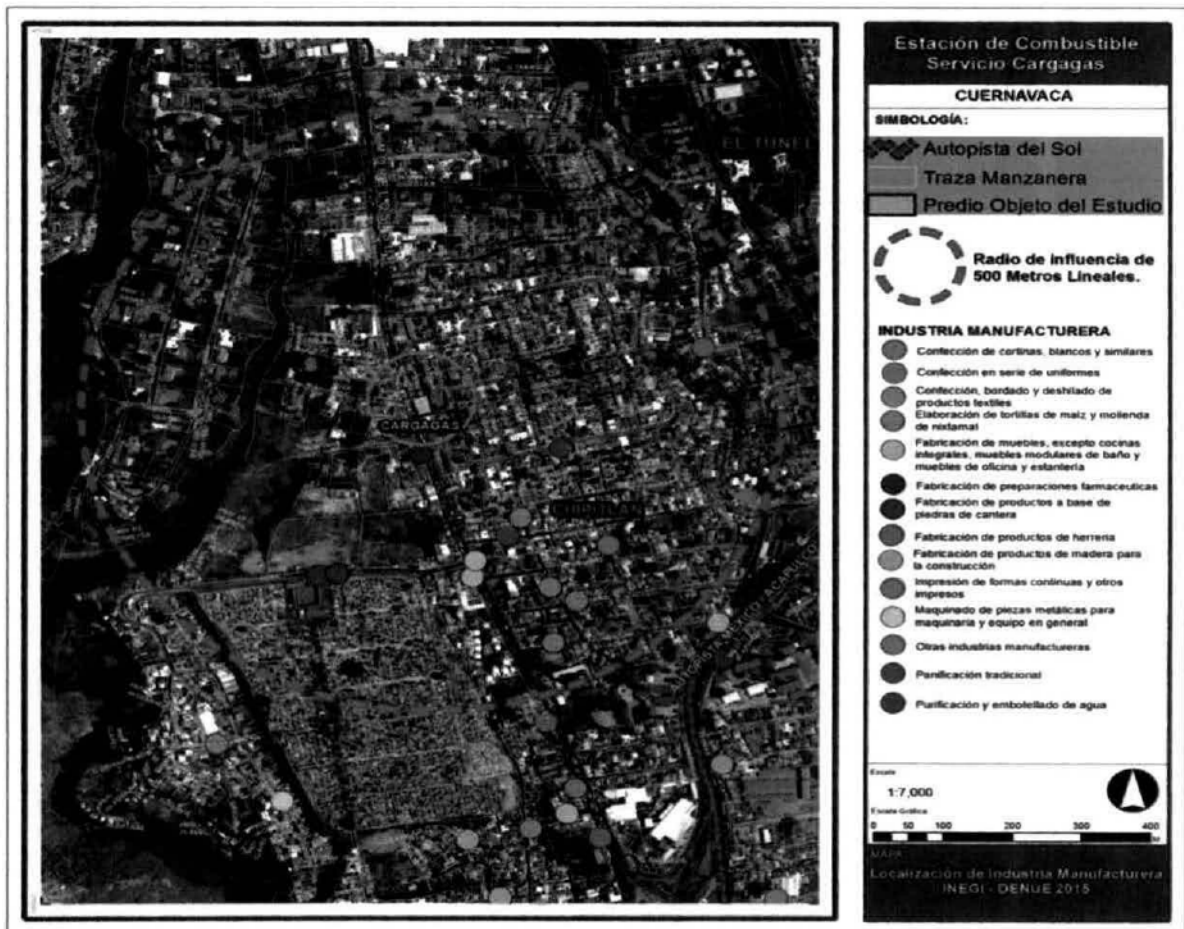 EL TUNEL
CARGAGAS
Estación de Combustible
Servicio Cargagas
CUERNAVACA
SIMBOLOGÍA:
Autopista del Sol
Traza Manzanera
Predio Objeto del Estudio
Radio de influencia de
500 Metros Lineales.
INDUSTRIA MANUFACTURERA
Confección de cortinas, blancos y similares
Confección en serie de uniformes
Confección, bordado y deshilado de
productos textiles
Elaboración de tortillas de maíz y molienda
de nixtamal
Fabricación de muebles, excepto cocinas
integrales, muebles modulares de baño y
muebles de oficina y estantería
Fabricación de preparaciones farmaceuticas
Fabricación de productos a base de
piedras de cantera
Fabricación de productos de herreria
Fabricación de productos de madera para
la construcción
Impresión de formas continuas y otros
impresos
Maquinado de piezas metálicas para
maquinaria y equipo en general
Otras industrias manufactureras
Panificación tradicional
Purificación y embotellado de agua
Escala
1:7,000
Escala Gráfica
0 50 100 200 300 400
MAPA
Localización de Industria Manufacturera
INEGI - DENUE 2015